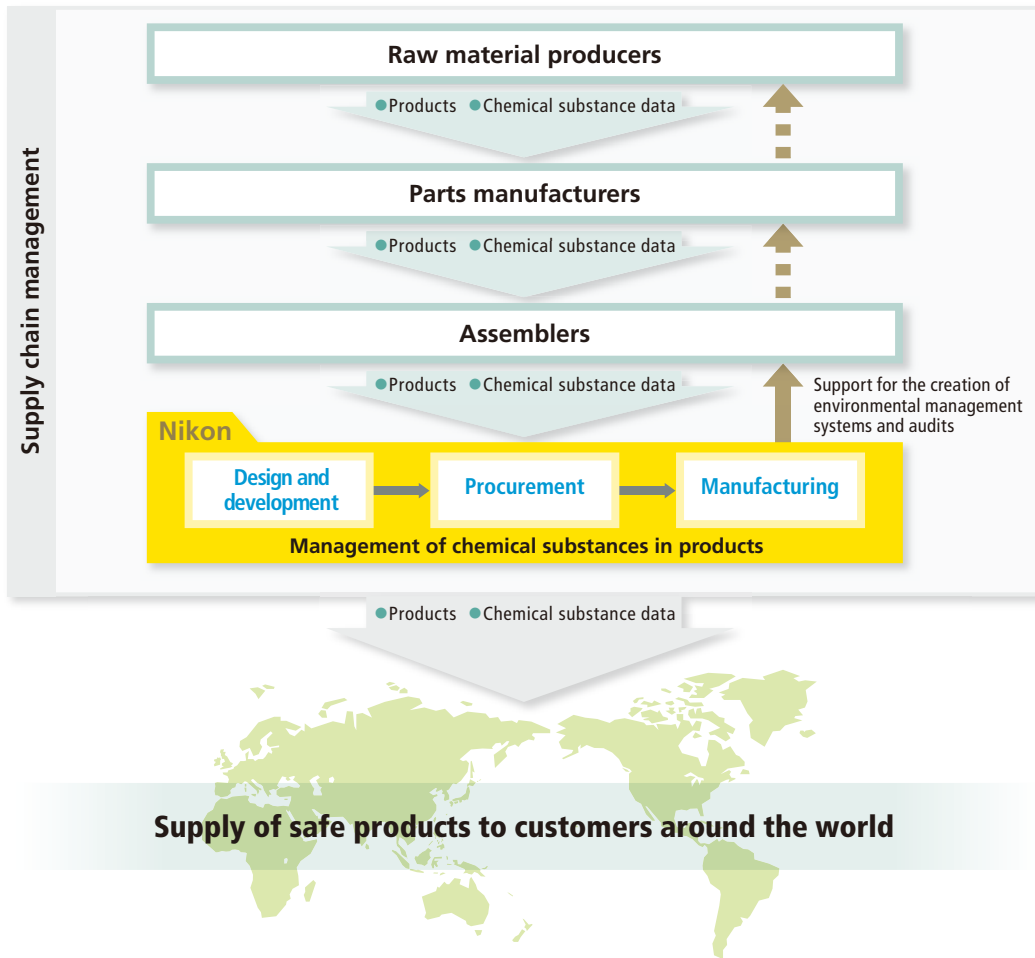 Supply chain management
Raw material producers
●Products ●Chemical substance data
Parts manufacturers
●Products ●Chemical substance data
Assemblers
●Products ●Chemical substance data
Support for the creation of
environmental management
systems and audits
Nikon
Design and
development
Procurement
Manufacturing
Management of chemical substances in products
●Products ●Chemical substance data
Supply of safe products to customers around the world